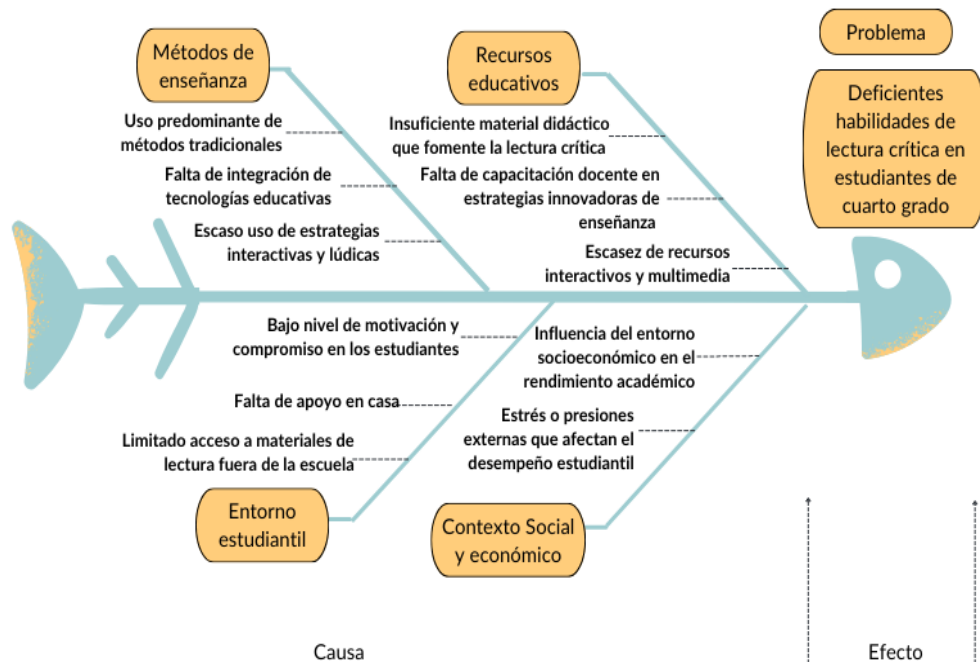 Métodos de
enseñanza
Uso predominante de
métodos tradicionales
Falta de integración de
tecnologías educativas
Escaso uso de estrategias
interactivas y lúdicas
Recursos
educativos
Insuficiente material didáctico
que fomente la lectura crítica
Falta de capacitación docente en
estrategias innovadoras de
enseñanza
Escasez de recursos
interactivos y multimedia
Problema
Deficientes
habilidades de
lectura crítica en
estudiantes de
cuarto grado
Bajo nivel de motivación y
compromiso en los estudiantes
Falta de apoyo en casa
Limitado acceso a materiales de
lectura fuera de la escuela
Entorno
estudiantil
Influencia del entorno
socioeconómico en el
rendimiento académico
Estrés o presiones
externas que afectan el
desempeño estudiantil
Contexto Social
y económico
Causa
Efecto